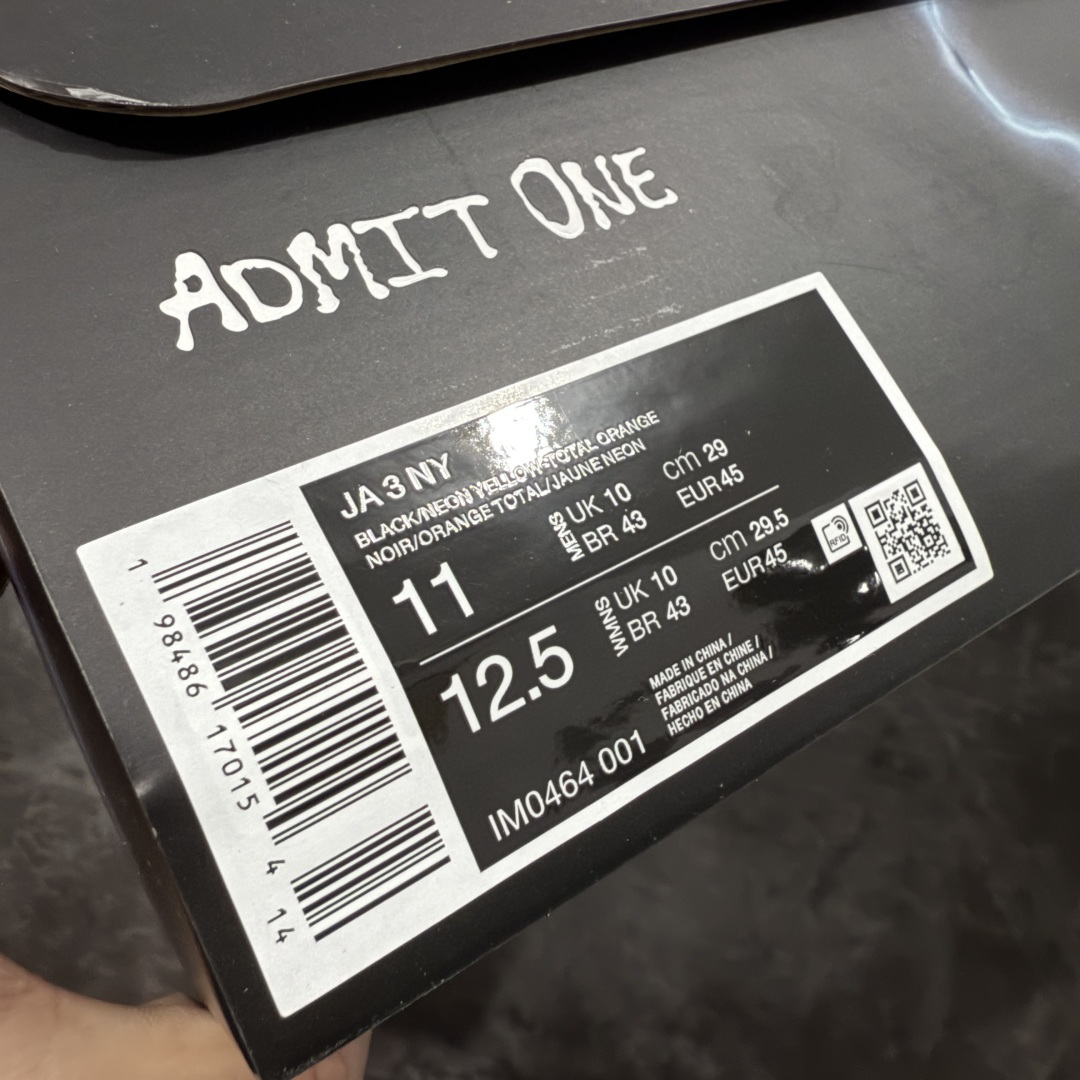 ADMIT ONE
JA 3 NY
BLACK/NEON YELLOW-TOTAL ORANGE
NOIR/ORANGE TOTAL/JAUNE NEON
11
MENS
UK 10
BR 43
cm 29
EUR 45
12.5
WMNS
UK 10
BR 43
cm 29.5
EUR 45
RFID
MADE IN CHINA /
FABRIQUE EN CHINE /
FABRICADO NA CHINA /
HECHO EN CHINA
IM0464 001
1 98486 17015 4 14